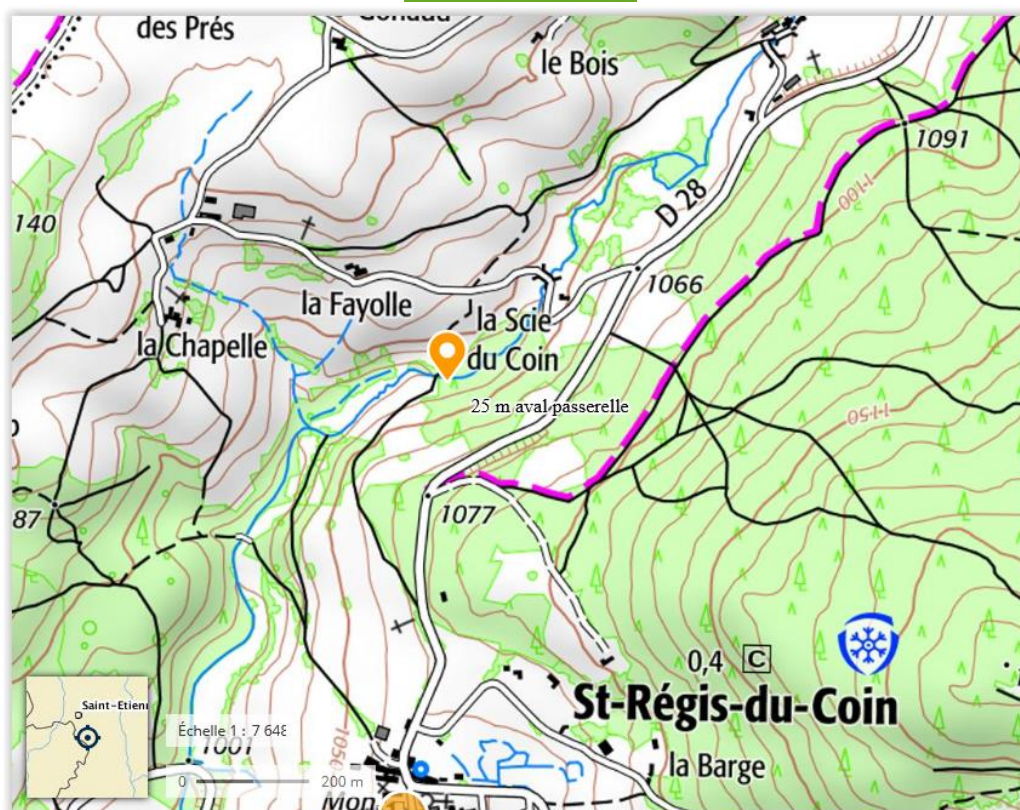 des Prés
le Bois
1091
1100
140
D 28
1066
la Fayolle
la Scie
du Coin
la Chapelle
25 m aval passerelle
1150
87
1077
0,4 C
St-Régis-du-Coin
la Barge
Saint-Etien
Échelle 1 : 7 648
1001
1050
0 200 m
Mon